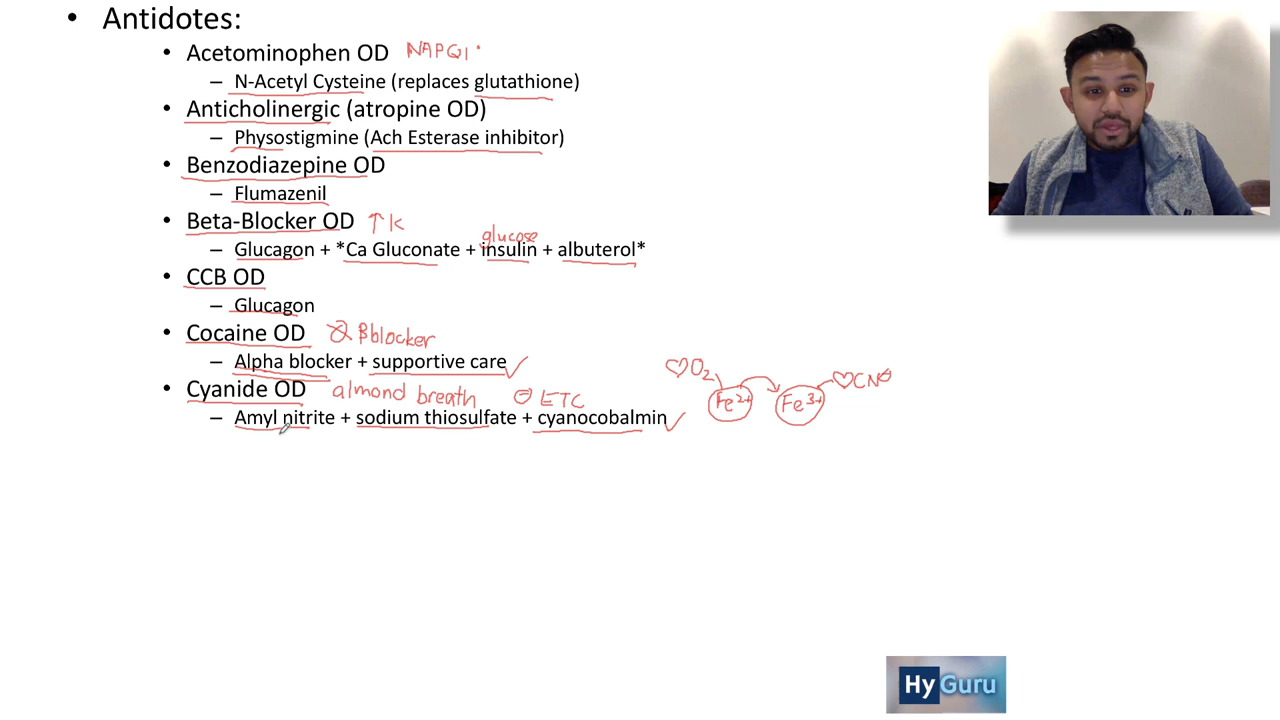 • Antidotes:
• Acetominophen OD NAPQI
– N-Acetyl Cysteine (replaces glutathione)
• Anticholinergic (atropine OD)
– Physostigmine (Ach Esterase inhibitor)
• Benzodiazepine OD
– Flumazenil
• Beta-Blocker OD ↑K
glucose
– Glucagon + *Ca Gluconate + insulin + albuterol*
• CCB OD
– Glucagon
• Cocaine OD βblocker
– Alpha blocker + supportive care ✓
• Cyanide OD almond breath ⊖ ETC
♡O2 Fe2+ Fe3+ ♡CN⊖
– Amyl nitrite + sodium thiosulfate + cyanocobalmin ✓
HyGuru